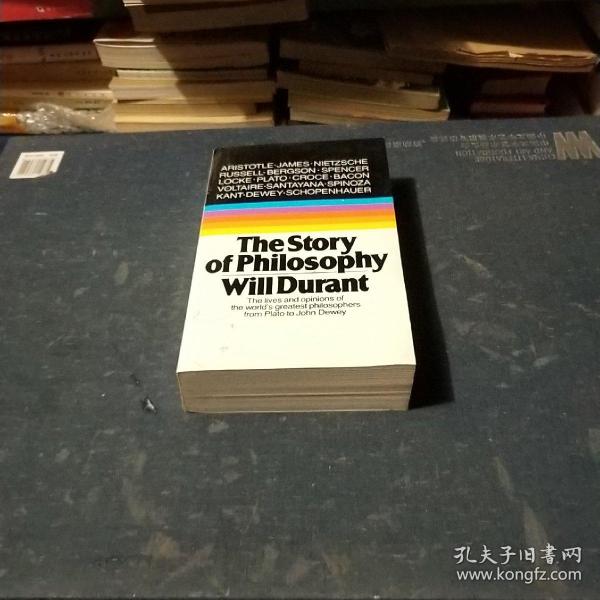 ARISTOTLE·JAMES·NIETZSCHE
RUSSELL·BERGSON·SPENCER
LOCKE·PLATO·CROCE·BACON
VOLTAIRE·SANTAYANA·SPINOZA
KANT·DEWEY·SCHOPENHAUER
The Story
of Philosophy
Will Durant
The lives and opinions of
the world's greatest philosophers
from Plato to John Dewey
孔夫子旧书网
www.kongfz.com